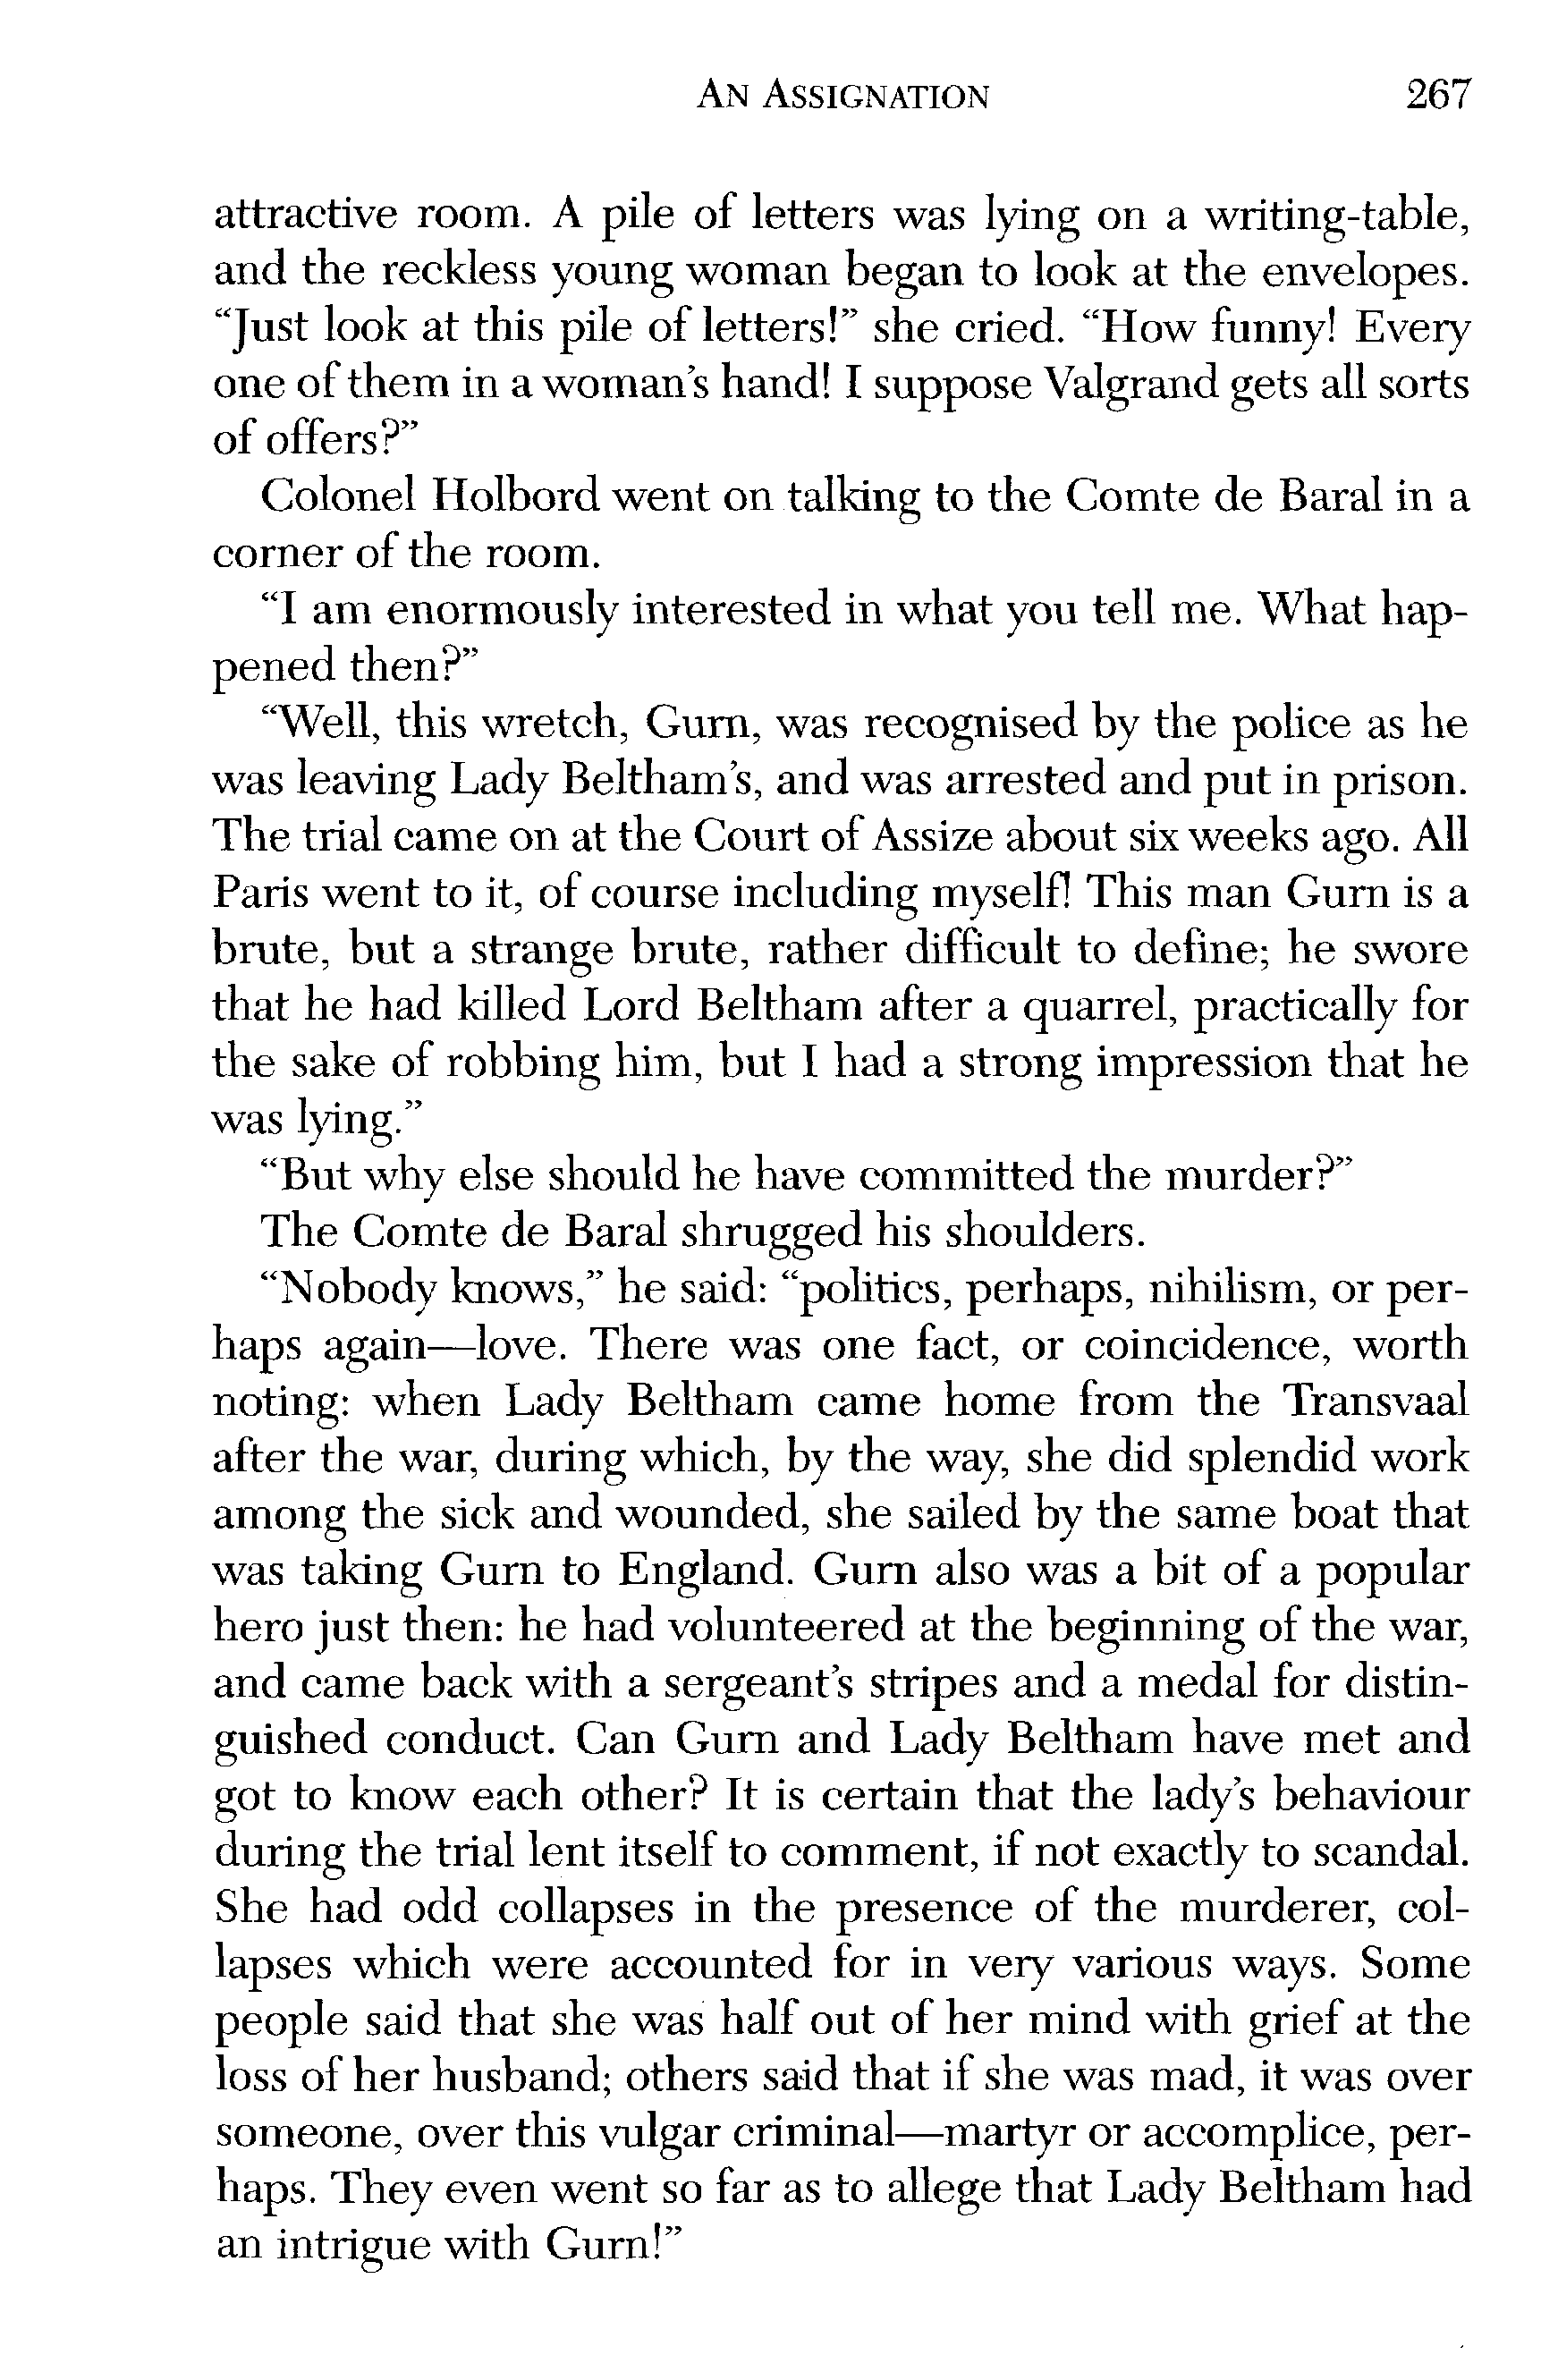 AN ASSIGNATION 267
attractive room. A pile of letters was lying on a writing-table,
and the reckless young woman began to look at the envelopes.
“Just look at this pile of letters!” she cried. “How funny! Every
one of them in a woman’s hand! I suppose Valgrand gets all sorts
of offers?”
Colonel Holbord went on talking to the Comte de Baral in a
corner of the room.
“I am enormously interested in what you tell me. What hap-
pened then?”
“Well, this wretch, Gurn, was recognised by the police as he
was leaving Lady Beltham’s, and was arrested and put in prison.
The trial came on at the Court of Assize about six weeks ago. All
Paris went to it, of course including myself! This man Gurn is a
brute, but a strange brute, rather difficult to define; he swore
that he had killed Lord Beltham after a quarrel, practically for
the sake of robbing him, but I had a strong impression that he
was lying.”
“But why else should he have committed the murder?”
The Comte de Baral shrugged his shoulders.
“Nobody knows,” he said: “politics, perhaps, nihilism, or per-
haps again—love. There was one fact, or coincidence, worth
noting: when Lady Beltham came home from the Transvaal
after the war, during which, by the way, she did splendid work
among the sick and wounded, she sailed by the same boat that
was taking Gurn to England. Gurn also was a bit of a popular
hero just then: he had volunteered at the beginning of the war,
and came back with a sergeant’s stripes and a medal for distin-
guished conduct. Can Gurn and Lady Beltham have met and
got to know each other? It is certain that the lady’s behaviour
during the trial lent itself to comment, if not exactly to scandal.
She had odd collapses in the presence of the murderer, col-
lapses which were accounted for in very various ways. Some
people said that she was half out of her mind with grief at the
loss of her husband; others said that if she was mad, it was over
someone, over this vulgar criminal—martyr or accomplice, per-
haps. They even went so far as to allege that Lady Beltham had
an intrigue with Gurn!”